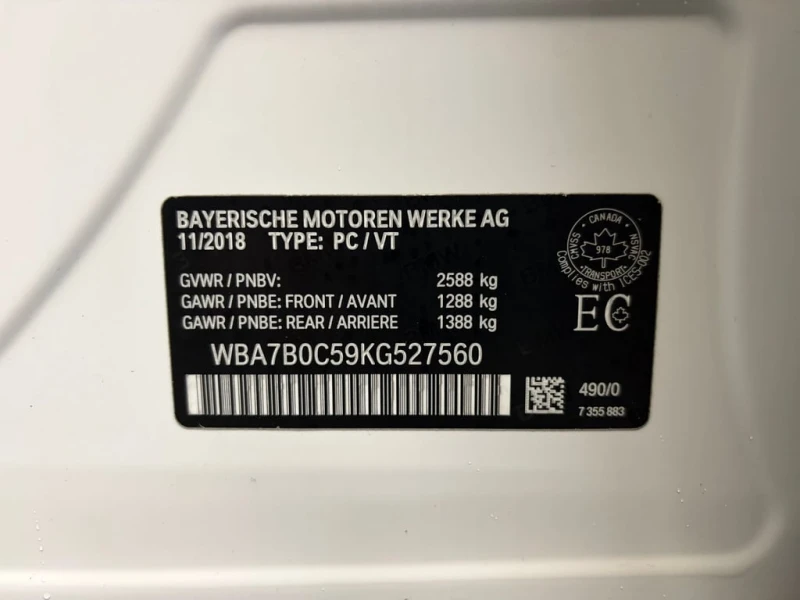 BAYERISCHE MOTOREN WERKE AG
11/2018 TYPE: PC / VT
GVWR / PNBV: 2588 kg
GAWR / PNBE: FRONT / AVANT 1288 kg
GAWR / PNBE: REAR / ARRIERE 1388 kg
WBA7B0C59KG527560
CANADA
CMVSS
NSVAC
978
TRANSPORT
Complies with ICES-002
EC
490/0
7 355 883